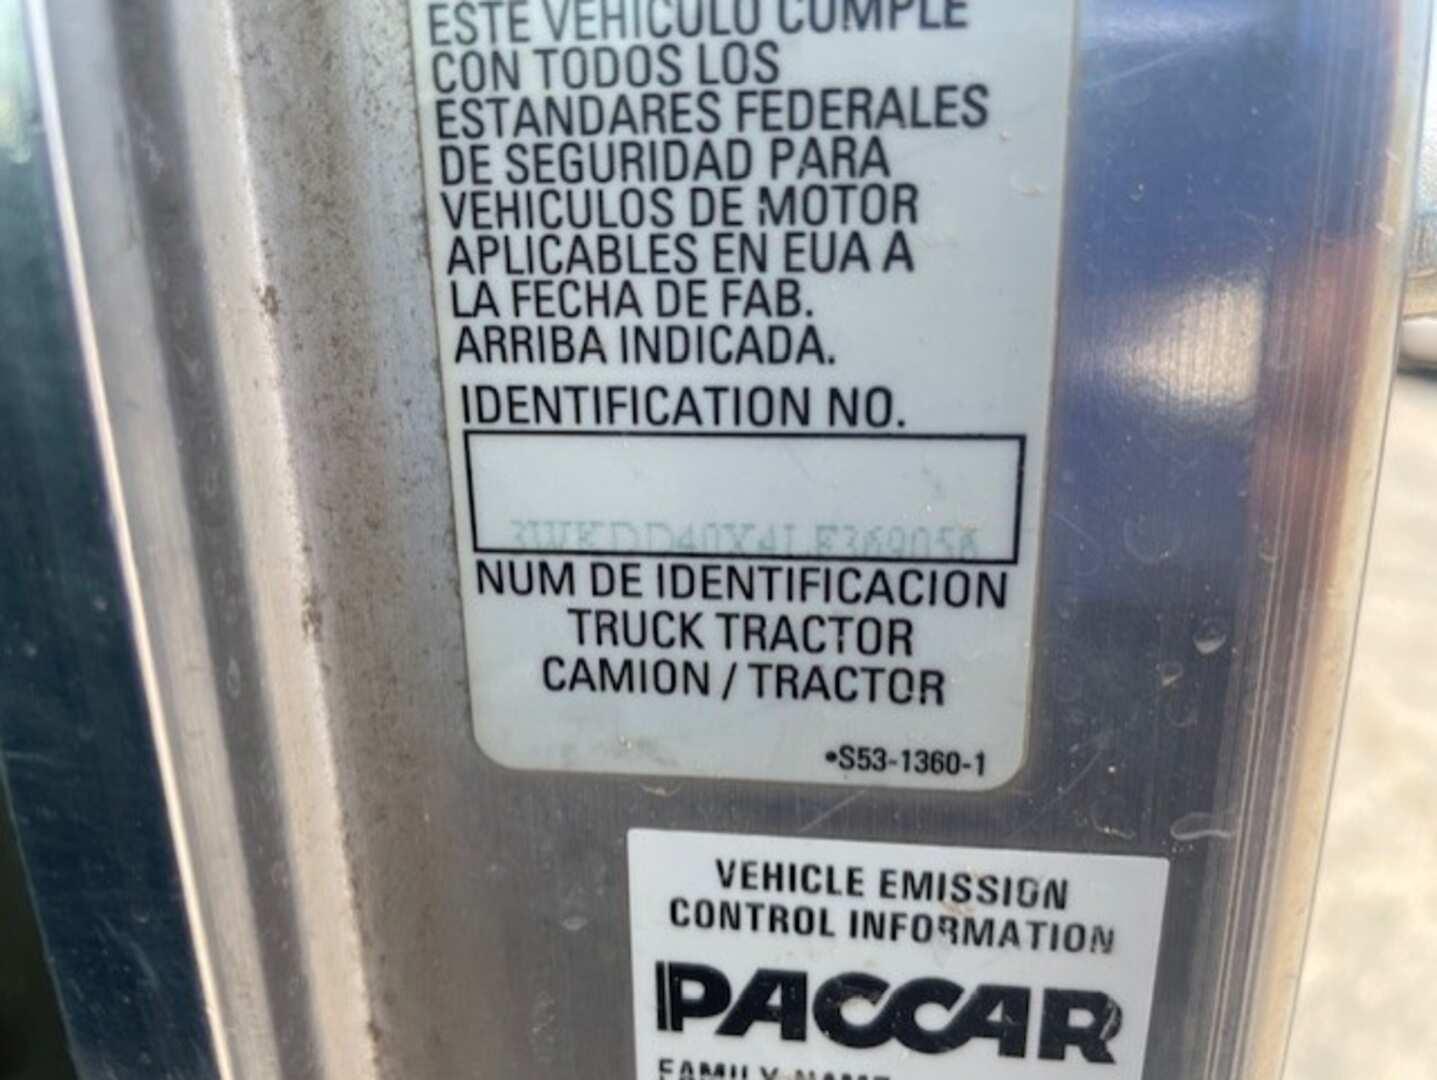 ESTE VEHICULO CUMPLE
CON TODOS LOS
ESTANDARES FEDERALES
DE SEGURIDAD PARA
VEHICULOS DE MOTOR
APLICABLES EN EUA A
LA FECHA DE FAB.
ARRIBA INDICADA.
IDENTIFICATION NO.
NUM DE IDENTIFICACION
TRUCK TRACTOR
CAMION / TRACTOR
•S53-1360-1
VEHICLE EMISSION
CONTROL INFORMATION
PACCAR
FAMILY NAME